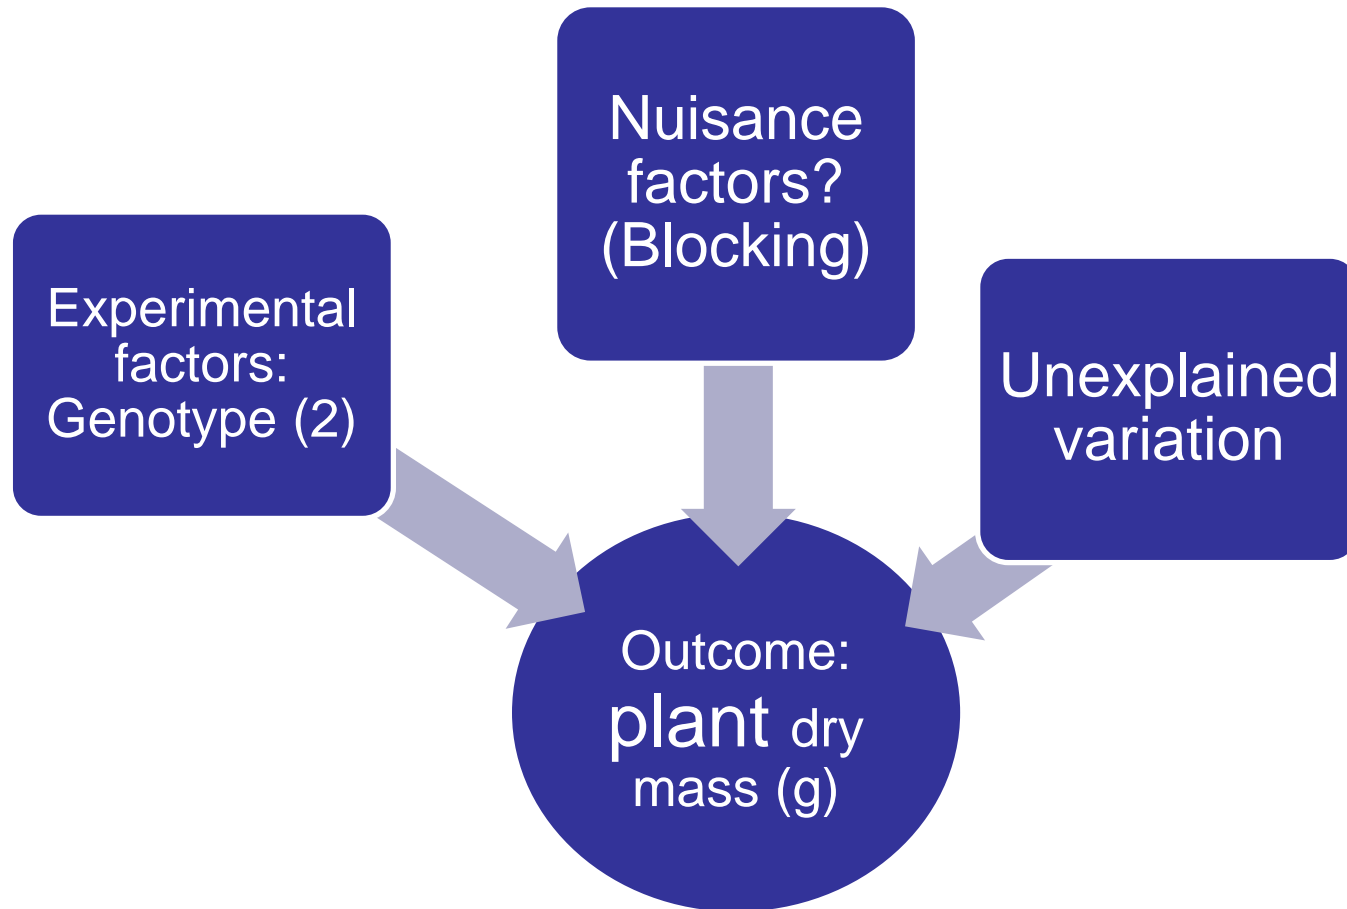 Nuisance
factors?
(Blocking)
Experimental
factors:
Genotype (2)
Unexplained
variation
Outcome:
plant dry
mass (g)